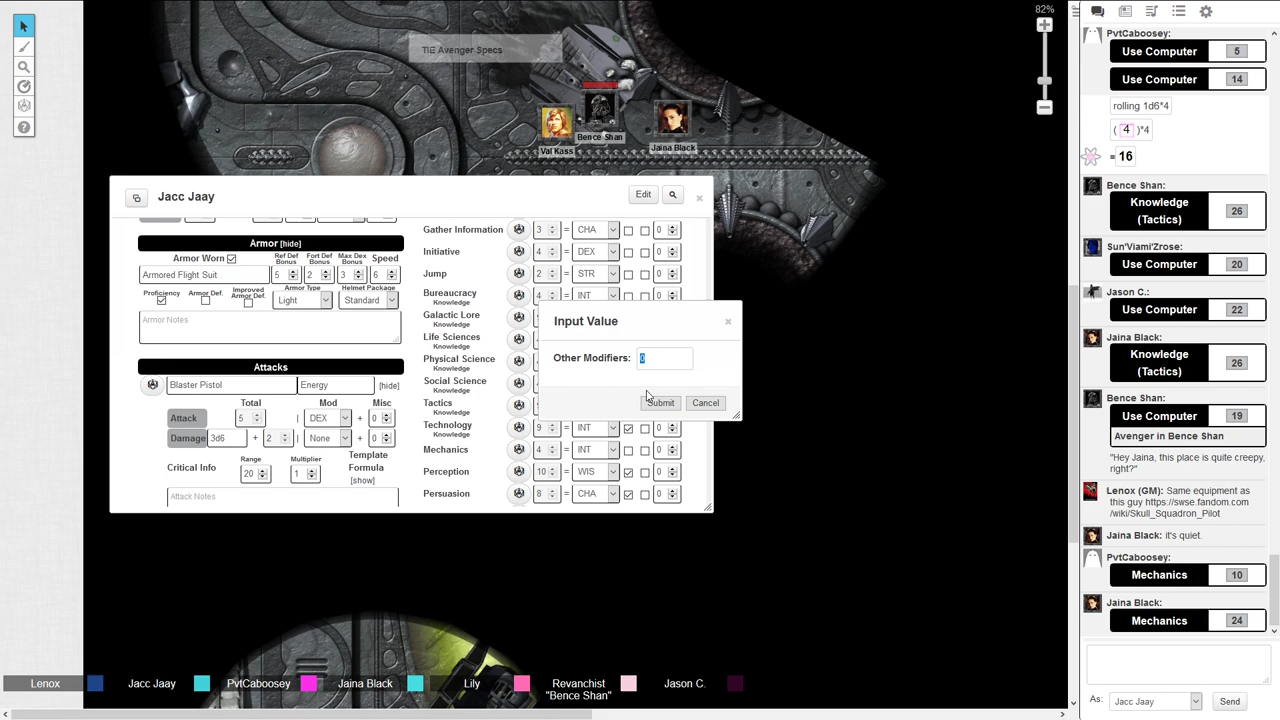 82%
TIE Avenger Specs
Val Kass
Bence Shan
Jaina Black
Jacc Jaay
Edit
Armor [hide]
Armor Worn
Ref Def Bonus
Fort Def Bonus
Max Dex Bonus
Speed
Armored Flight Suit
5
2
3
6
Proficiency
Armor Def.
Improved Armor Def.
Armor Type
Helmet Package
Light
Standard
Armor Notes
Attacks
Blaster Pistol
Energy
[hide]
Total
Mod
Misc
Attack
5
|
DEX
+
0
Damage
3d6
+
2
|
None
+
0
Critical Info
Range
20
Multiplier
1
Template Formula
[show]
Attack Notes
Gather Information
3 = CHA
0
Initiative
4 = DEX
0
Jump
2 = STR
0
Bureaucracy
Knowledge
4 = INT
0
Galactic Lore
Knowledge
Life Sciences
Knowledge
Physical Science
Knowledge
Social Science
Knowledge
Tactics
Knowledge
Technology
Knowledge
9 = INT
0
Mechanics
4 = INT
0
Perception
10 = WIS
0
Persuasion
8 = CHA
0
Input Value
Other Modifiers:
0
Submit
Cancel
PvtCaboosey:
Use Computer
5
Use Computer
14
rolling 1d6*4
( 4 )*4
= 16
Bence Shan:
Knowledge
(Tactics)
26
Sun'Viami'Zrose:
Use Computer
20
Jason C.:
Use Computer
22
Jaina Black:
Knowledge
(Tactics)
26
Bence Shan:
Use Computer
19
Avenger in Bence Shan
"Hey Jaina, this place is quite creepy,
right?"
Lenox (GM): Same equipment as
this guy https://swse.fandom.com
/wiki/Skull_Squadron_Pilot
Jaina Black: it's quiet.
PvtCaboosey:
Mechanics
10
Jaina Black:
Mechanics
24
As:
Jacc Jaay
Send
Lenox
Jacc Jaay
PvtCaboosey
Jaina Black
Lily
Revanchist
"Bence Shan"
Jason C.